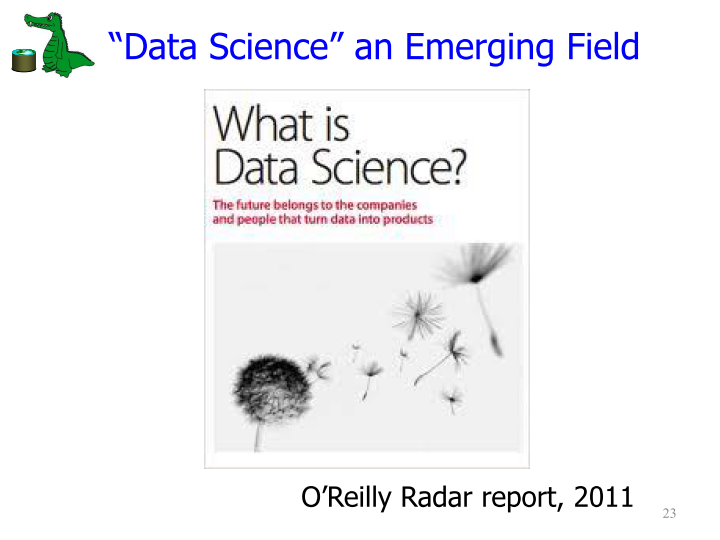 “Data Science” an Emerging Field
What is
Data Science?
The future belongs to the companies
and people that turn data into products
O’Reilly Radar report, 2011
23